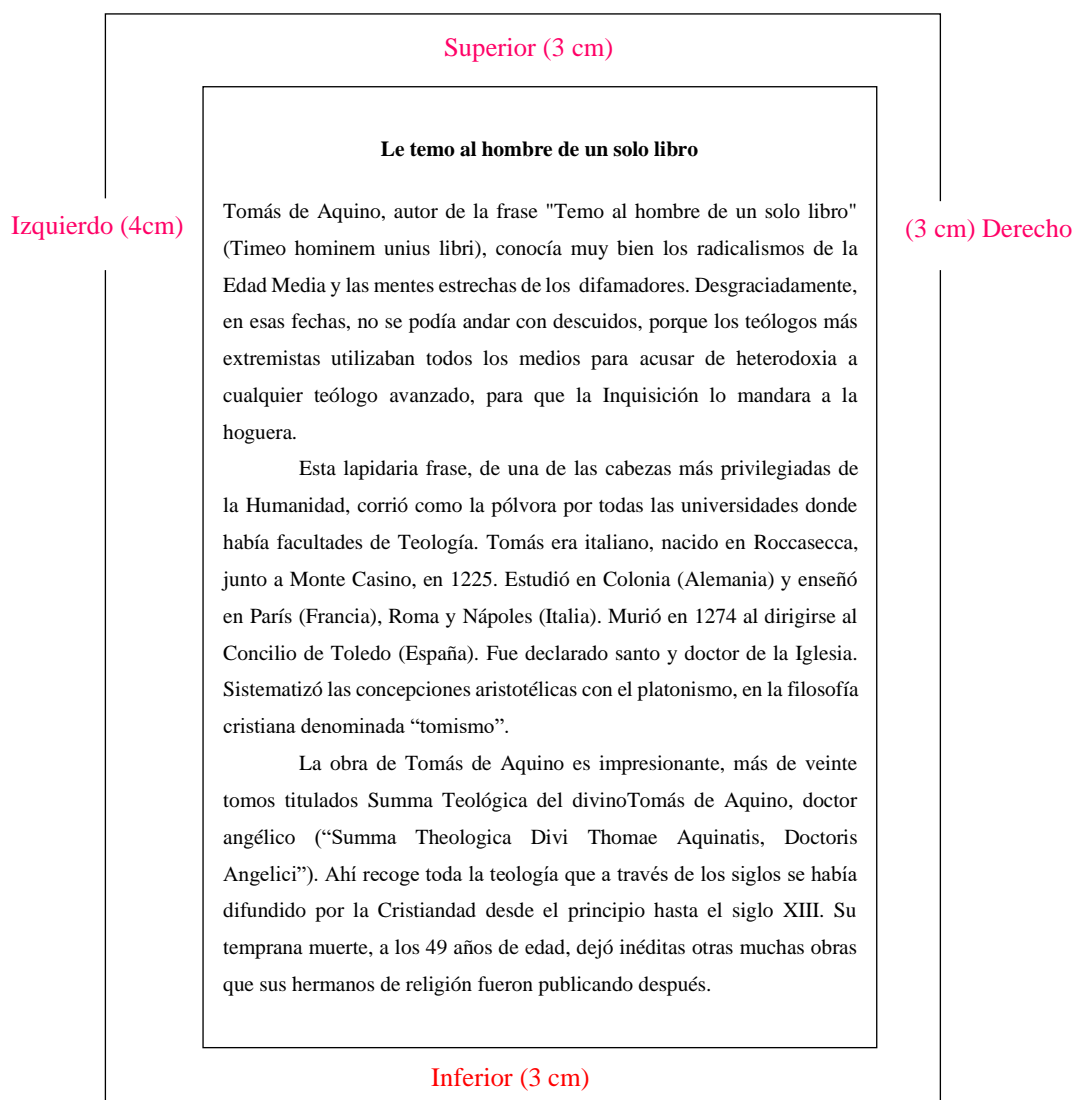 Superior (3 cm)
Le temo al hombre de un solo libro
Izquierdo (4cm)
(3 cm) Derecho
Tomás de Aquino, autor de la frase "Temo al hombre de un solo libro"
(Timeo hominem unius libri), conocía muy bien los radicalismos de la
Edad Media y las mentes estrechas de los difamadores. Desgraciadamente,
en esas fechas, no se podía andar con descuidos, porque los teólogos más
extremistas utilizaban todos los medios para acusar de heterodoxia a
cualquier teólogo avanzado, para que la Inquisición lo mandara a la
hoguera.
Esta lapidaria frase, de una de las cabezas más privilegiadas de
la Humanidad, corrió como la pólvora por todas las universidades donde
había facultades de Teología. Tomás era italiano, nacido en Roccasecca,
junto a Monte Casino, en 1225. Estudió en Colonia (Alemania) y enseñó
en París (Francia), Roma y Nápoles (Italia). Murió en 1274 al dirigirse al
Concilio de Toledo (España). Fue declarado santo y doctor de la Iglesia.
Sistematizó las concepciones aristotélicas con el platonismo, en la filosofía
cristiana denominada “tomismo”.
La obra de Tomás de Aquino es impresionante, más de veinte
tomos titulados Summa Teológica del divinoTomás de Aquino, doctor
angélico (“Summa Theologica Divi Thomae Aquinatis, Doctoris
Angelici”). Ahí recoge toda la teología que a través de los siglos se había
difundido por la Cristiandad desde el principio hasta el siglo XIII. Su
temprana muerte, a los 49 años de edad, dejó inéditas otras muchas obras
que sus hermanos de religión fueron publicando después.
Inferior (3 cm)